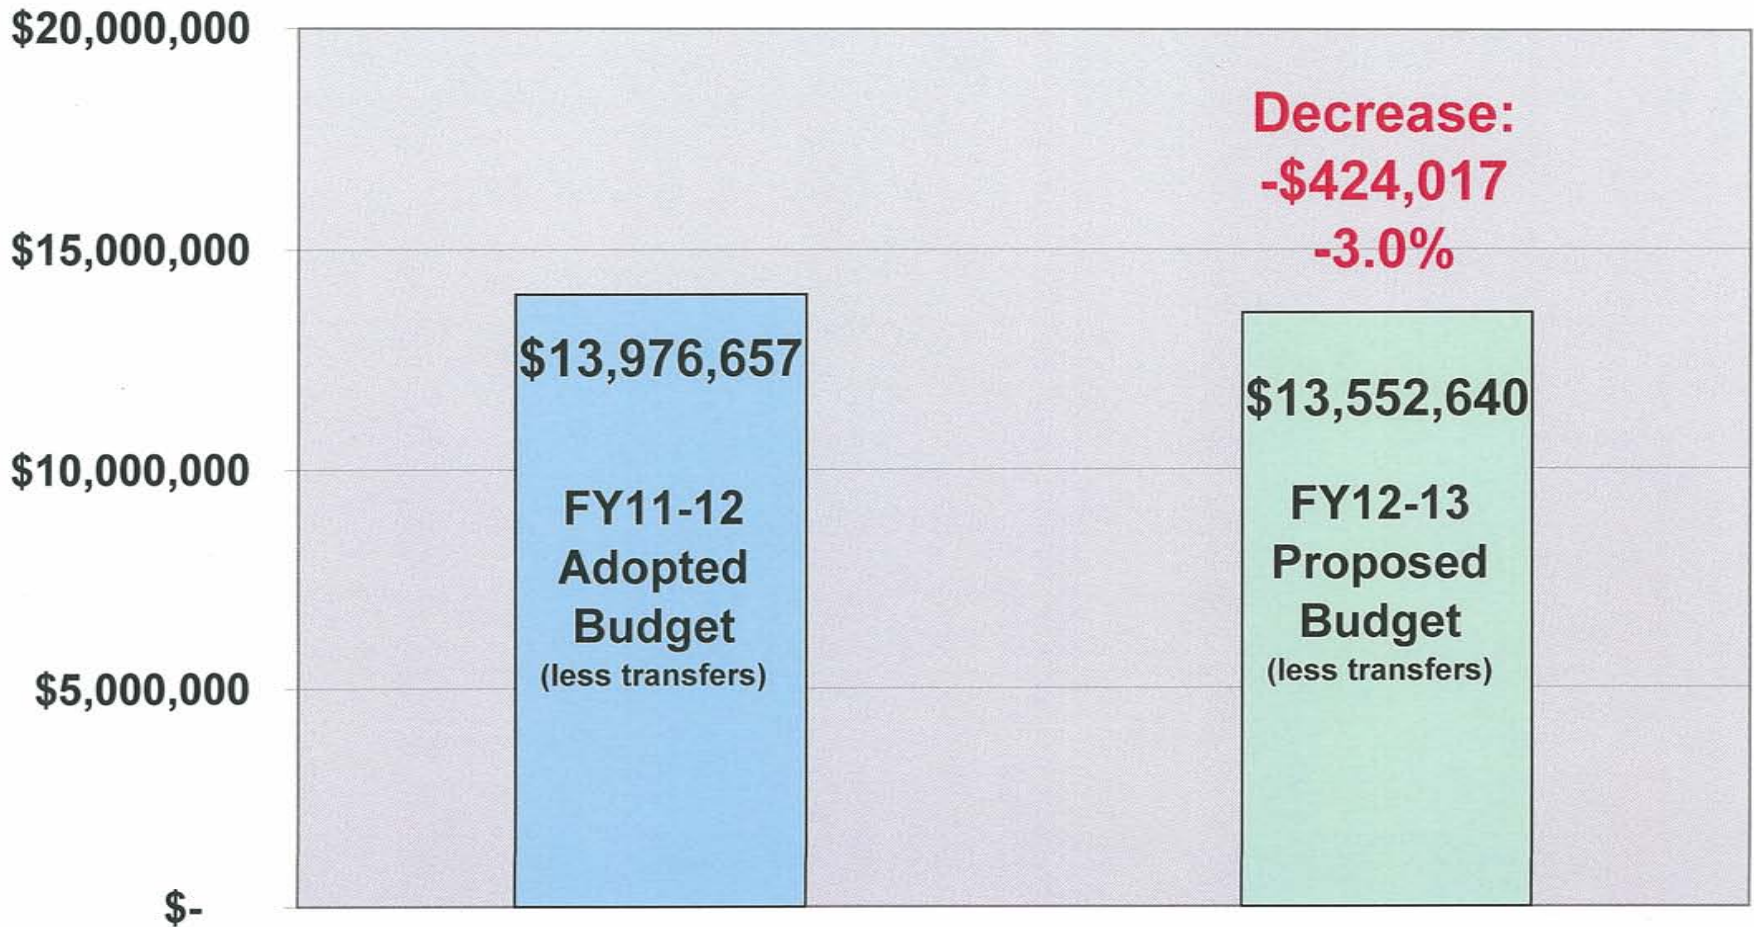 $20,000,000
$15,000,000
$10,000,000
$5,000,000
$-
$13,976,657
FY11-12
Adopted
Budget
(less transfers)
Decrease:
-$424,017
-3.0%
$13,552,640
FY12-13
Proposed
Budget
(less transfers)